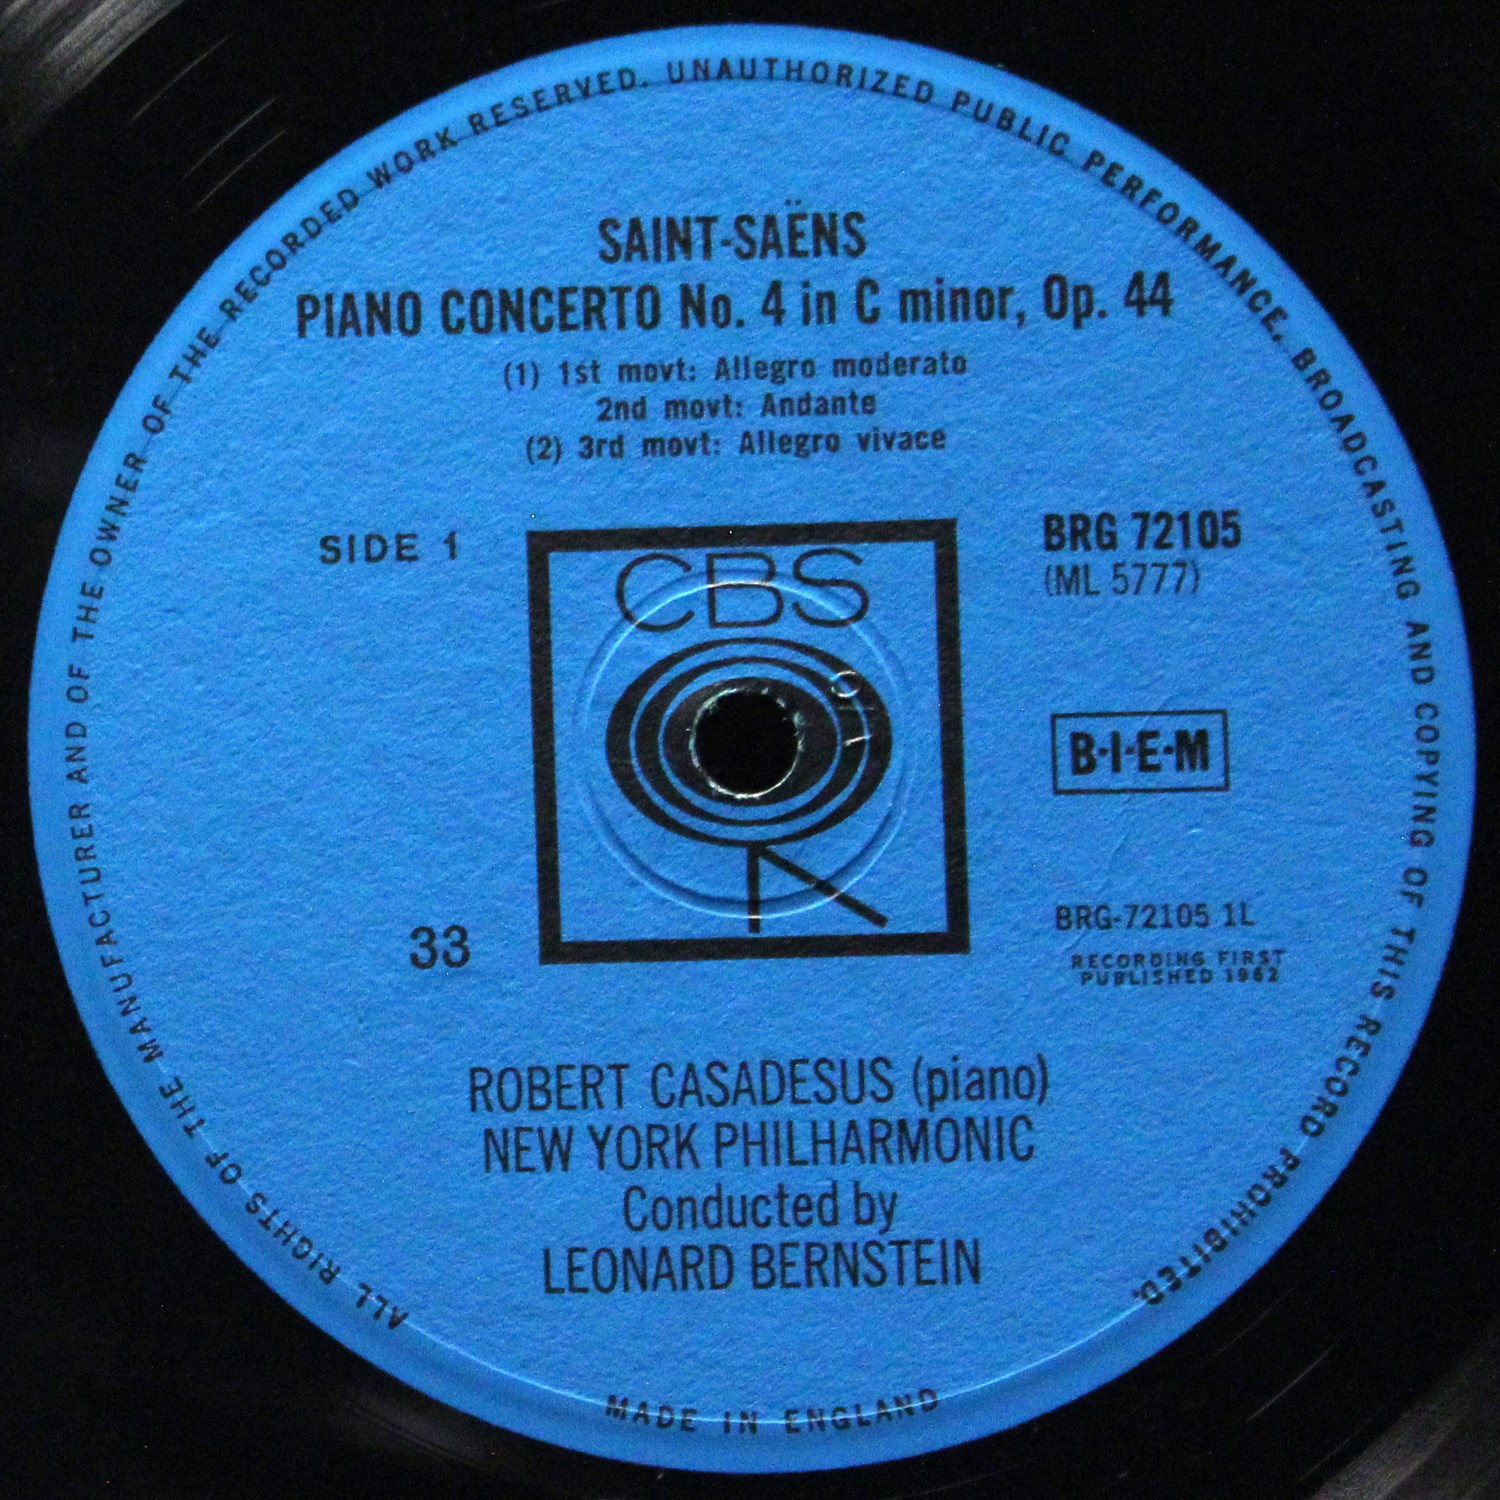 ALL RIGHTS OF THE MANUFACTURER AND OF THE OWNER OF THE RECORDED WORK RESERVED. UNAUTHORIZED PUBLIC PERFORMANCE, BROADCASTING AND COPYING OF THIS RECORD PROHIBITED.
SAINT-SAËNS
PIANO CONCERTO No. 4 in C minor, Op. 44
(1) 1st movt: Allegro moderato
2nd movt: Andante
(2) 3rd movt: Allegro vivace
SIDE 1
CBS
BRG 72105
(ML 5777)
B·I·E·M
33
BRG-72105 1L
RECORDING FIRST
PUBLISHED 1962
ROBERT CASADESUS (piano)
NEW YORK PHILHARMONIC
Conducted by
LEONARD BERNSTEIN
MADE IN ENGLAND